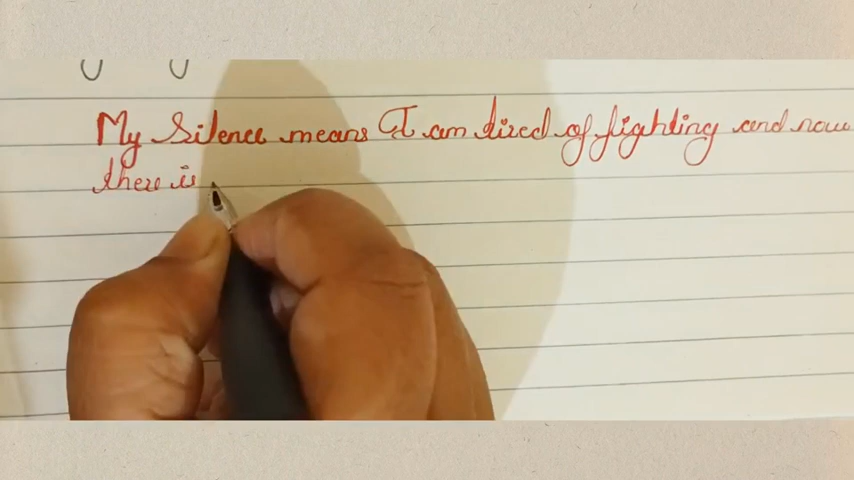 My Silence means I am tired of fighting and now
there is